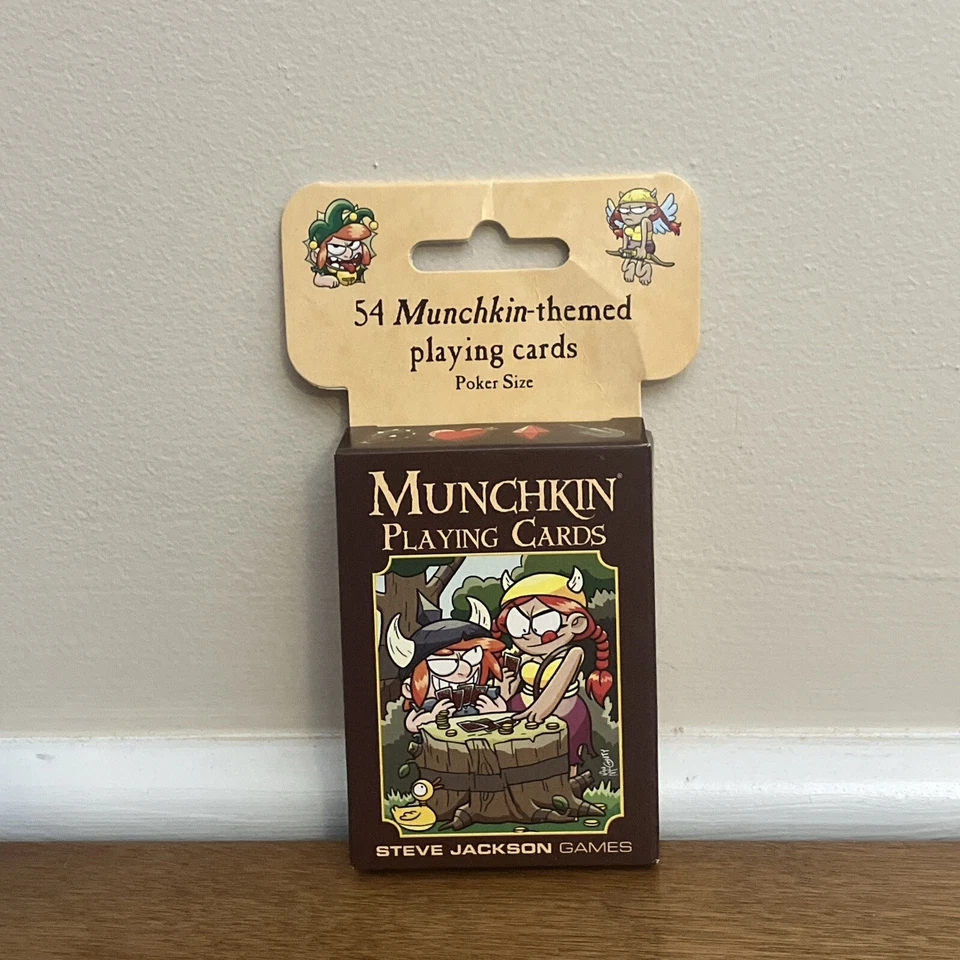 54 Munchkin-themed
playing cards
Poker Size
MUNCHKIN®
PLAYING CARDS
STEVE JACKSON GAMES